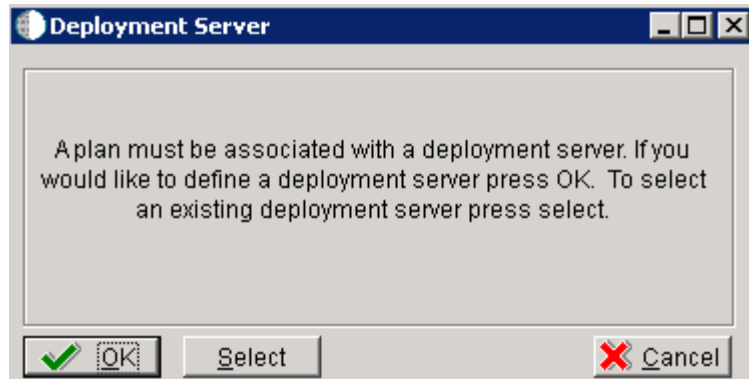 Deployment Server
A plan must be associated with a deployment server. If you
would like to define a deployment server press OK. To select
an existing deployment server press select.
OK
Select
Cancel